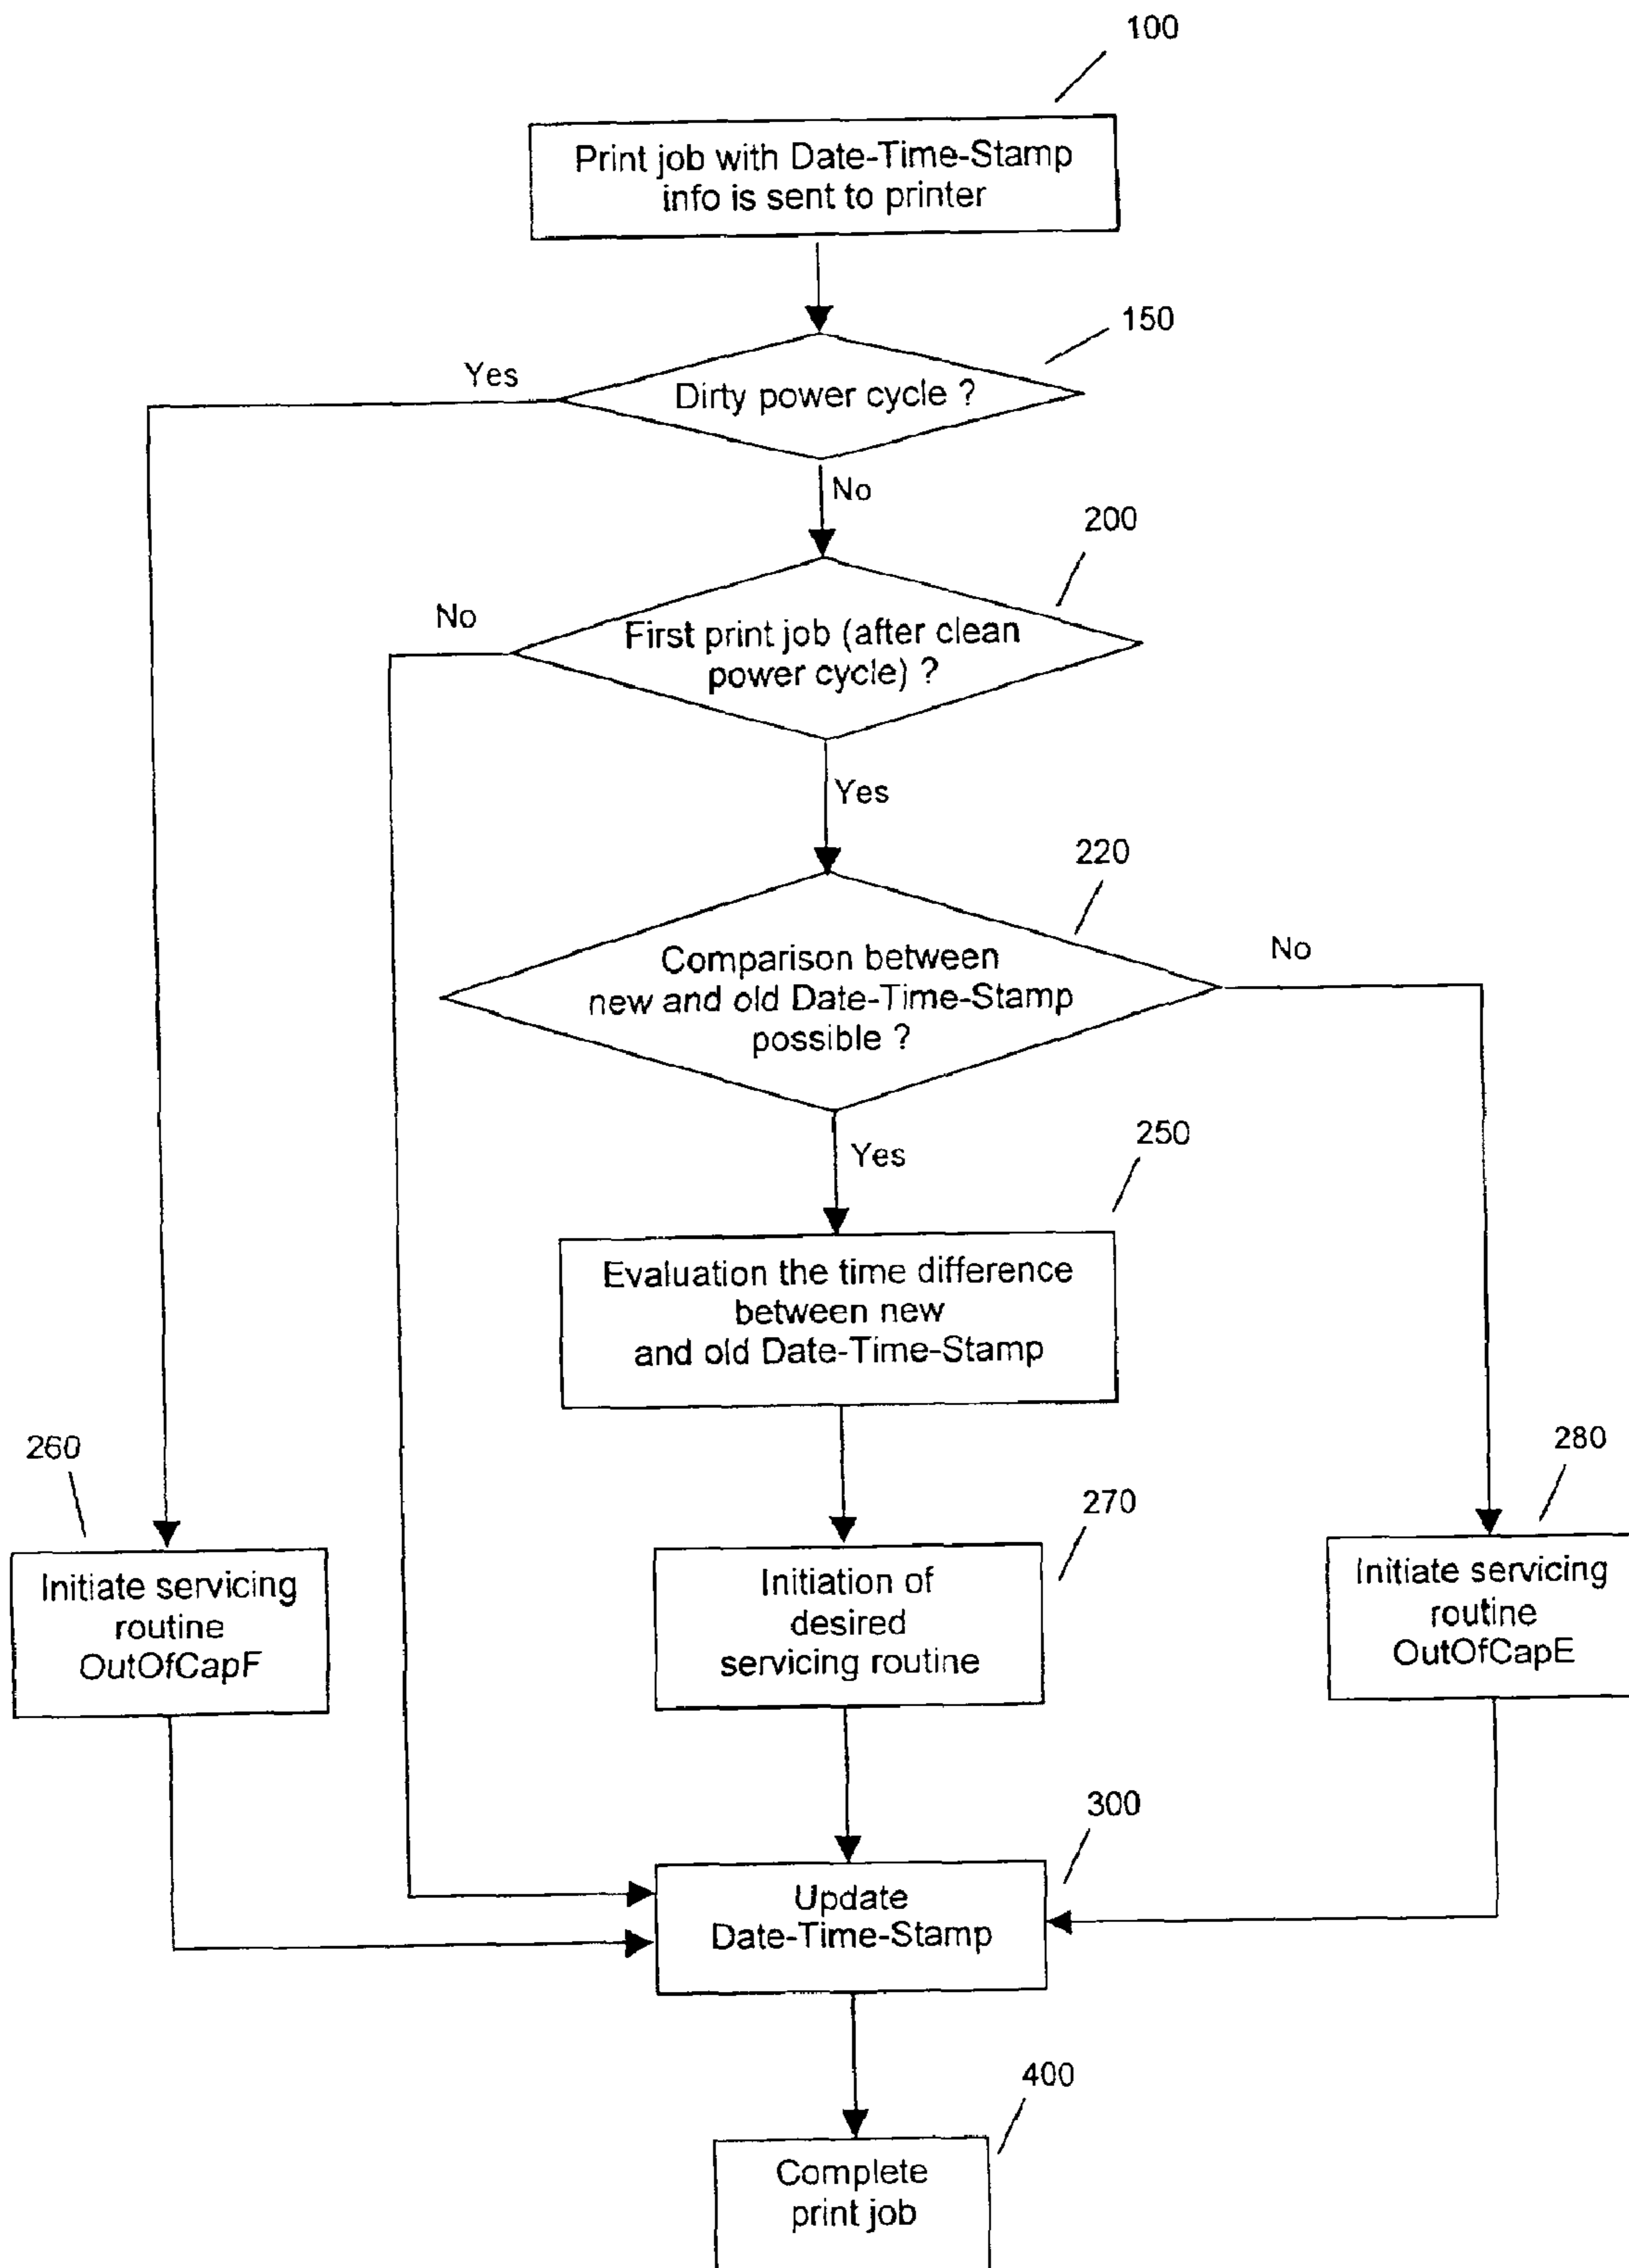 100
Print job with Date-Time-Stamp
info is sent to printer
150
Yes
Dirty power cycle ?
No
200
No
First print job (after clean
power cycle) ?
Yes
220
Comparison between
new and old Date-Time-Stamp
possible ?
No
Yes
250
Evaluation the time difference
between new
and old Date-Time-Stamp
260
Initiate servicing
routine
OutOfCapF
270
Initiation of
desired
servicing routine
280
Initiate servicing
routine
OutOfCapE
300
Update
Date-Time-Stamp
400
Complete
print job